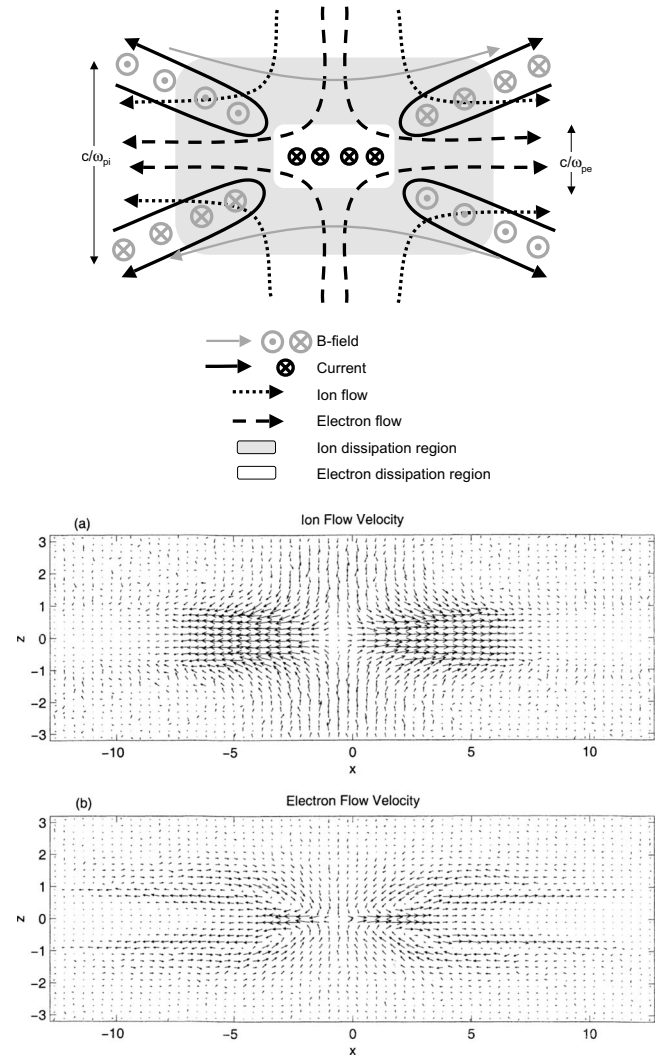 c/ωpi
c/ωpe
B-field
Current
Ion flow
Electron flow
Ion dissipation region
Electron dissipation region
(a)
Ion Flow Velocity
3
2
1
0
−1
−2
−3
z
−10
−5
0
5
10
x
(b)
Electron Flow Velocity
3
2
1
0
−1
−2
−3
z
−10
−5
0
5
10
x